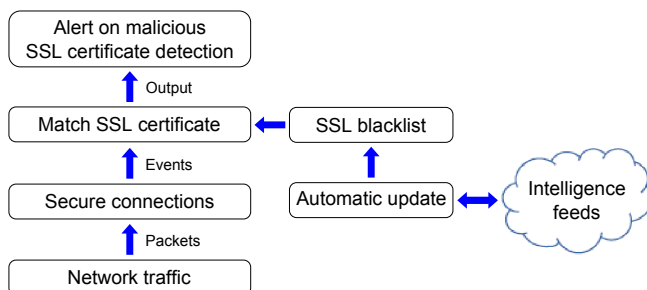 Alert on malicious
SSL certificate detection
Output
Match SSL certificate
SSL blacklist
Events
Secure connections
Automatic update
Intelligence
feeds
Packets
Network traffic